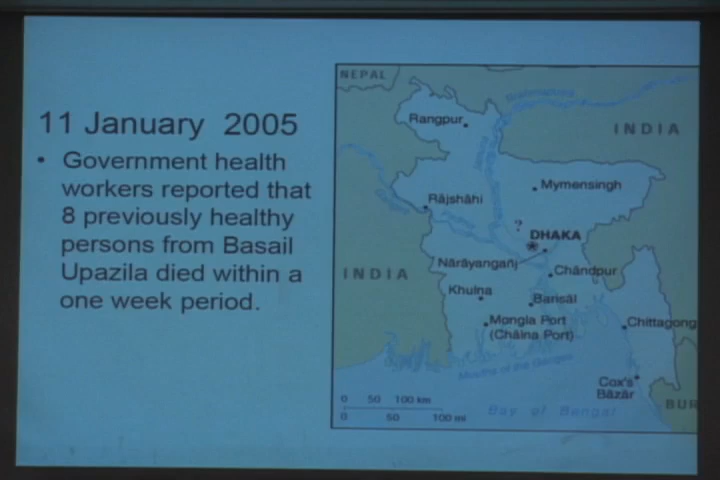 11 January 2005
• Government health
workers reported that
8 previously healthy
persons from Basail
Upazila died within a
one week period.
NEPAL
Brahmaputra
INDIA
Rangpur
Mymensingh
Rājshāhi
?
DHAKA
Nārāyanganj
INDIA
Chāndpur
Khulna
Barisāl
Mongla Port
(Chālna Port)
Chittagong
Mouths of the Ganges
Cox's
Bāzār
0 50 100 km
0 50 100 mi
Bay of Bengal
BUR